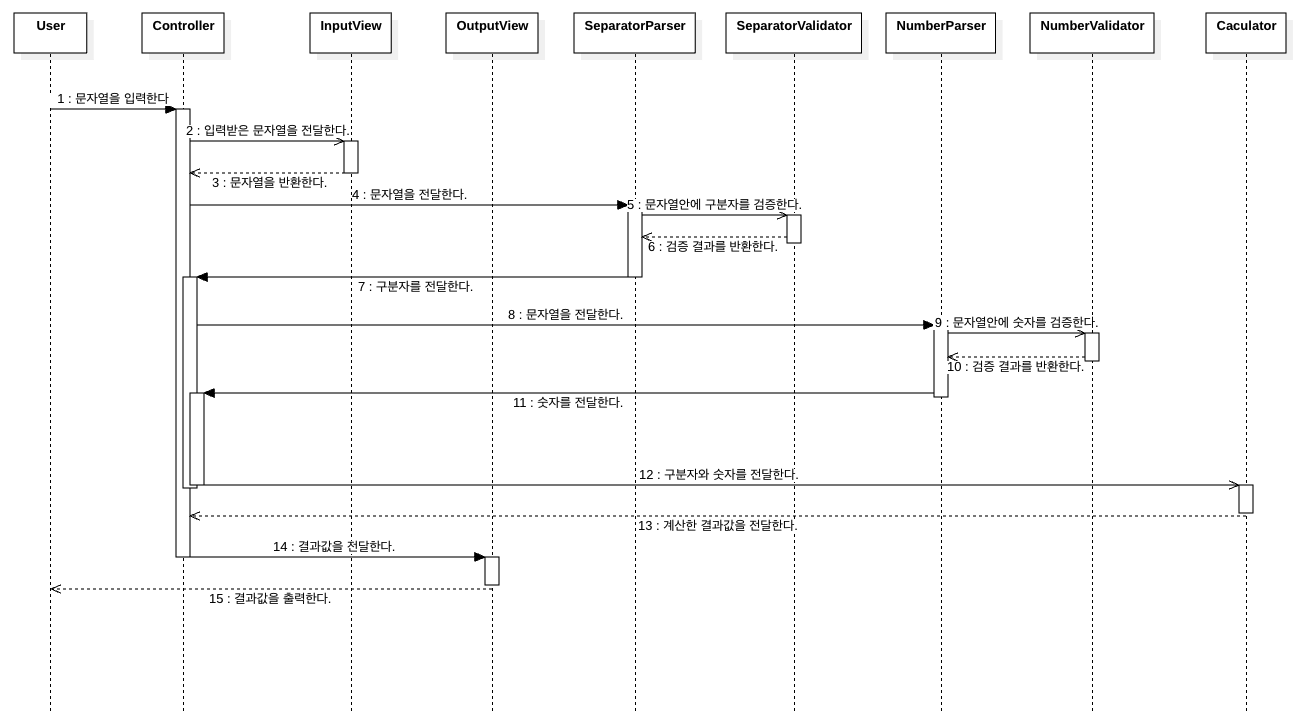 User
Controller
InputView
OutputView
SeparatorParser
SeparatorValidator
NumberParser
NumberValidator
Caculator
1 : 문자열을 입력한다
2 : 입력받은 문자열을 전달한다.
3 : 문자열을 반환한다.
4 : 문자열을 전달한다.
5 : 문자열안에 구분자를 검증한다.
6 : 검증 결과를 반환한다.
7 : 구분자를 전달한다.
8 : 문자열을 전달한다.
9 : 문자열안에 숫자를 검증한다.
10 : 검증 결과를 반환한다.
11 : 숫자를 전달한다.
12 : 구분자와 숫자를 전달한다.
13 : 계산한 결과값을 전달한다.
14 : 결과값을 전달한다.
15 : 결과값을 출력한다.